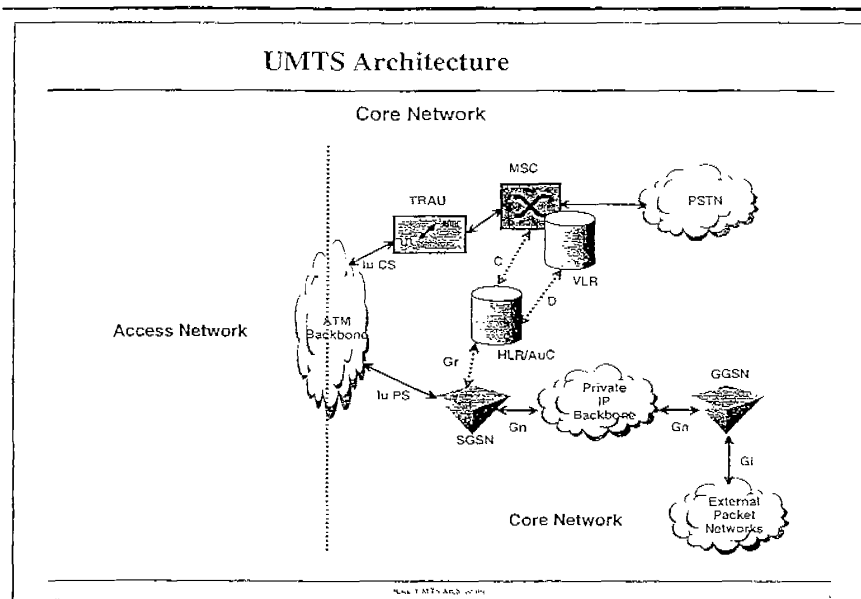 UMTS Architecture
Core Network
MSC
TRAU
PSTN
Iu CS
C
VLR
D
ATM
Backbone
Access Network
HLR/AuC
Gr
GGSN
Private
IP
Backbone
Iu PS
SGSN
Gn
Gn
Gi
External
Packet
Networks
Core Network